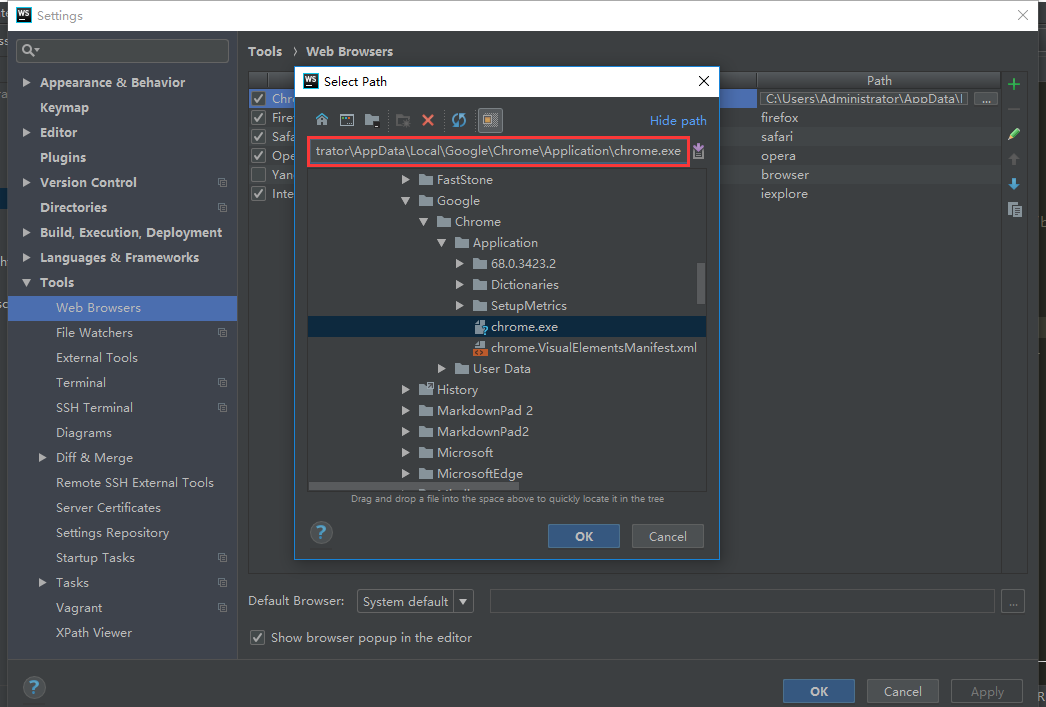 WS Settings
Tools › Web Browsers
Appearance & Behavior
Keymap
Editor
Plugins
Version Control
Directories
Build, Execution, Deployment
Languages & Frameworks
Tools
Web Browsers
File Watchers
External Tools
Terminal
SSH Terminal
Diagrams
Diff & Merge
Remote SSH External Tools
Server Certificates
Settings Repository
Startup Tasks
Tasks
Vagrant
XPath Viewer
Path
Chr
C:\Users\Administrator\AppData\l ...
Fire
firefox
Safa
safari
Ope
opera
Yan
browser
Inte
iexplore
WS Select Path
Hide path
trator\AppData\Local\Google\Chrome\Application\chrome.exe
FastStone
Google
Chrome
Application
68.0.3423.2
Dictionaries
SetupMetrics
chrome.exe
chrome.VisualElementsManifest.xml
User Data
History
MarkdownPad 2
MarkdownPad2
Microsoft
MicrosoftEdge
Drag and drop a file into the space above to quickly locate it in the tree
? OK Cancel
Default Browser: System default ...
Show browser popup in the editor
? OK Cancel Apply